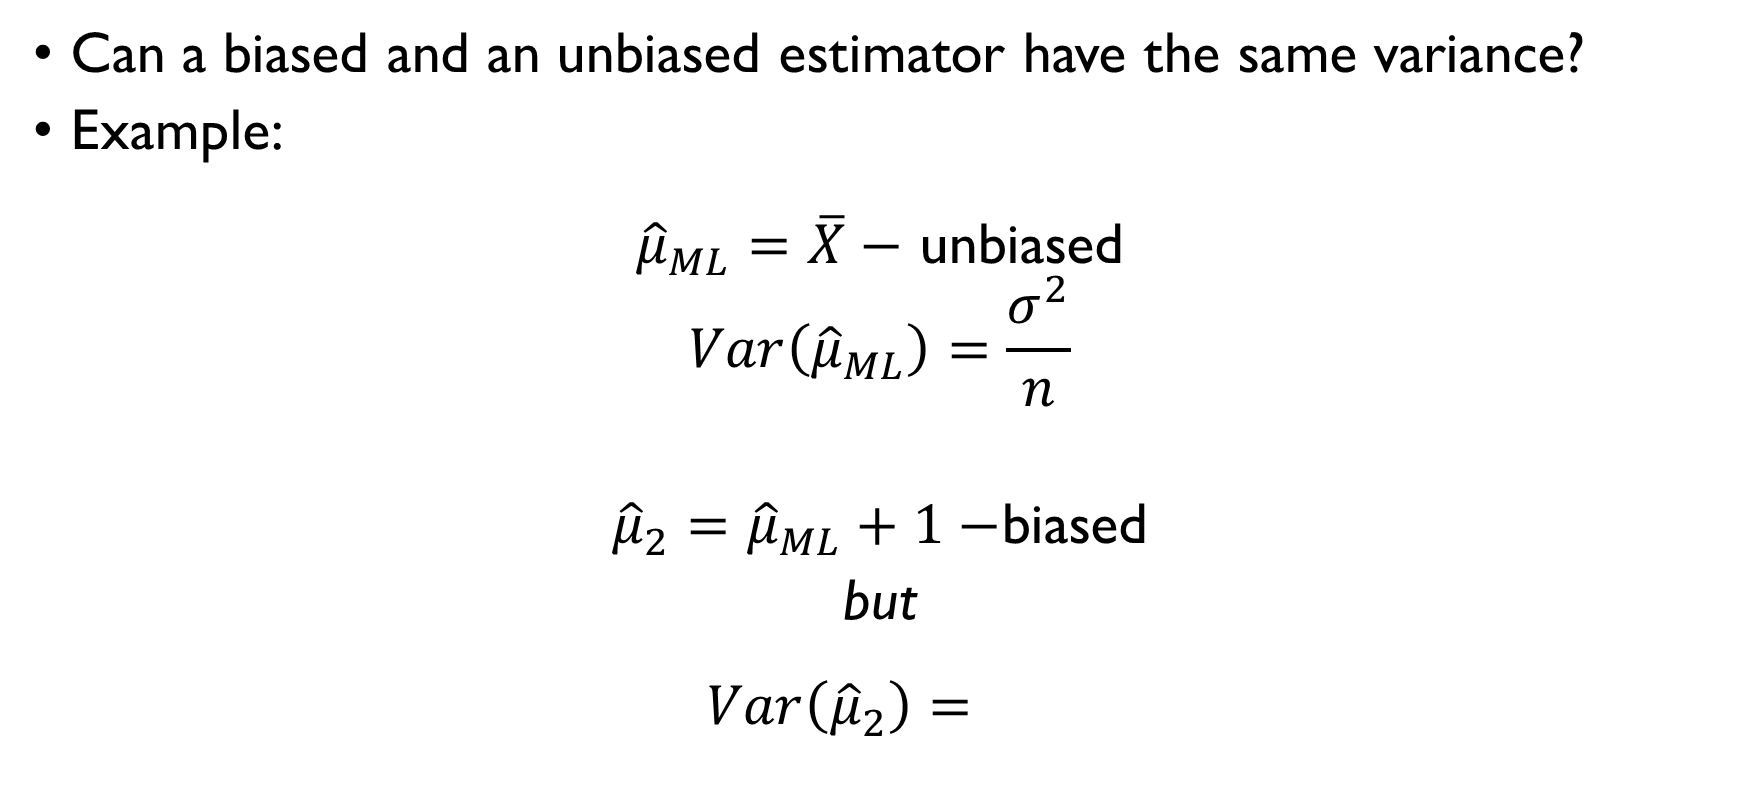 • Can a biased and an unbiased estimator have the same variance?
• Example:
μ̂_ML = X̄ − unbiased
Var(μ̂_ML) = σ²/n
μ̂₂ = μ̂_ML + 1 −biased
but
Var(μ̂₂) =